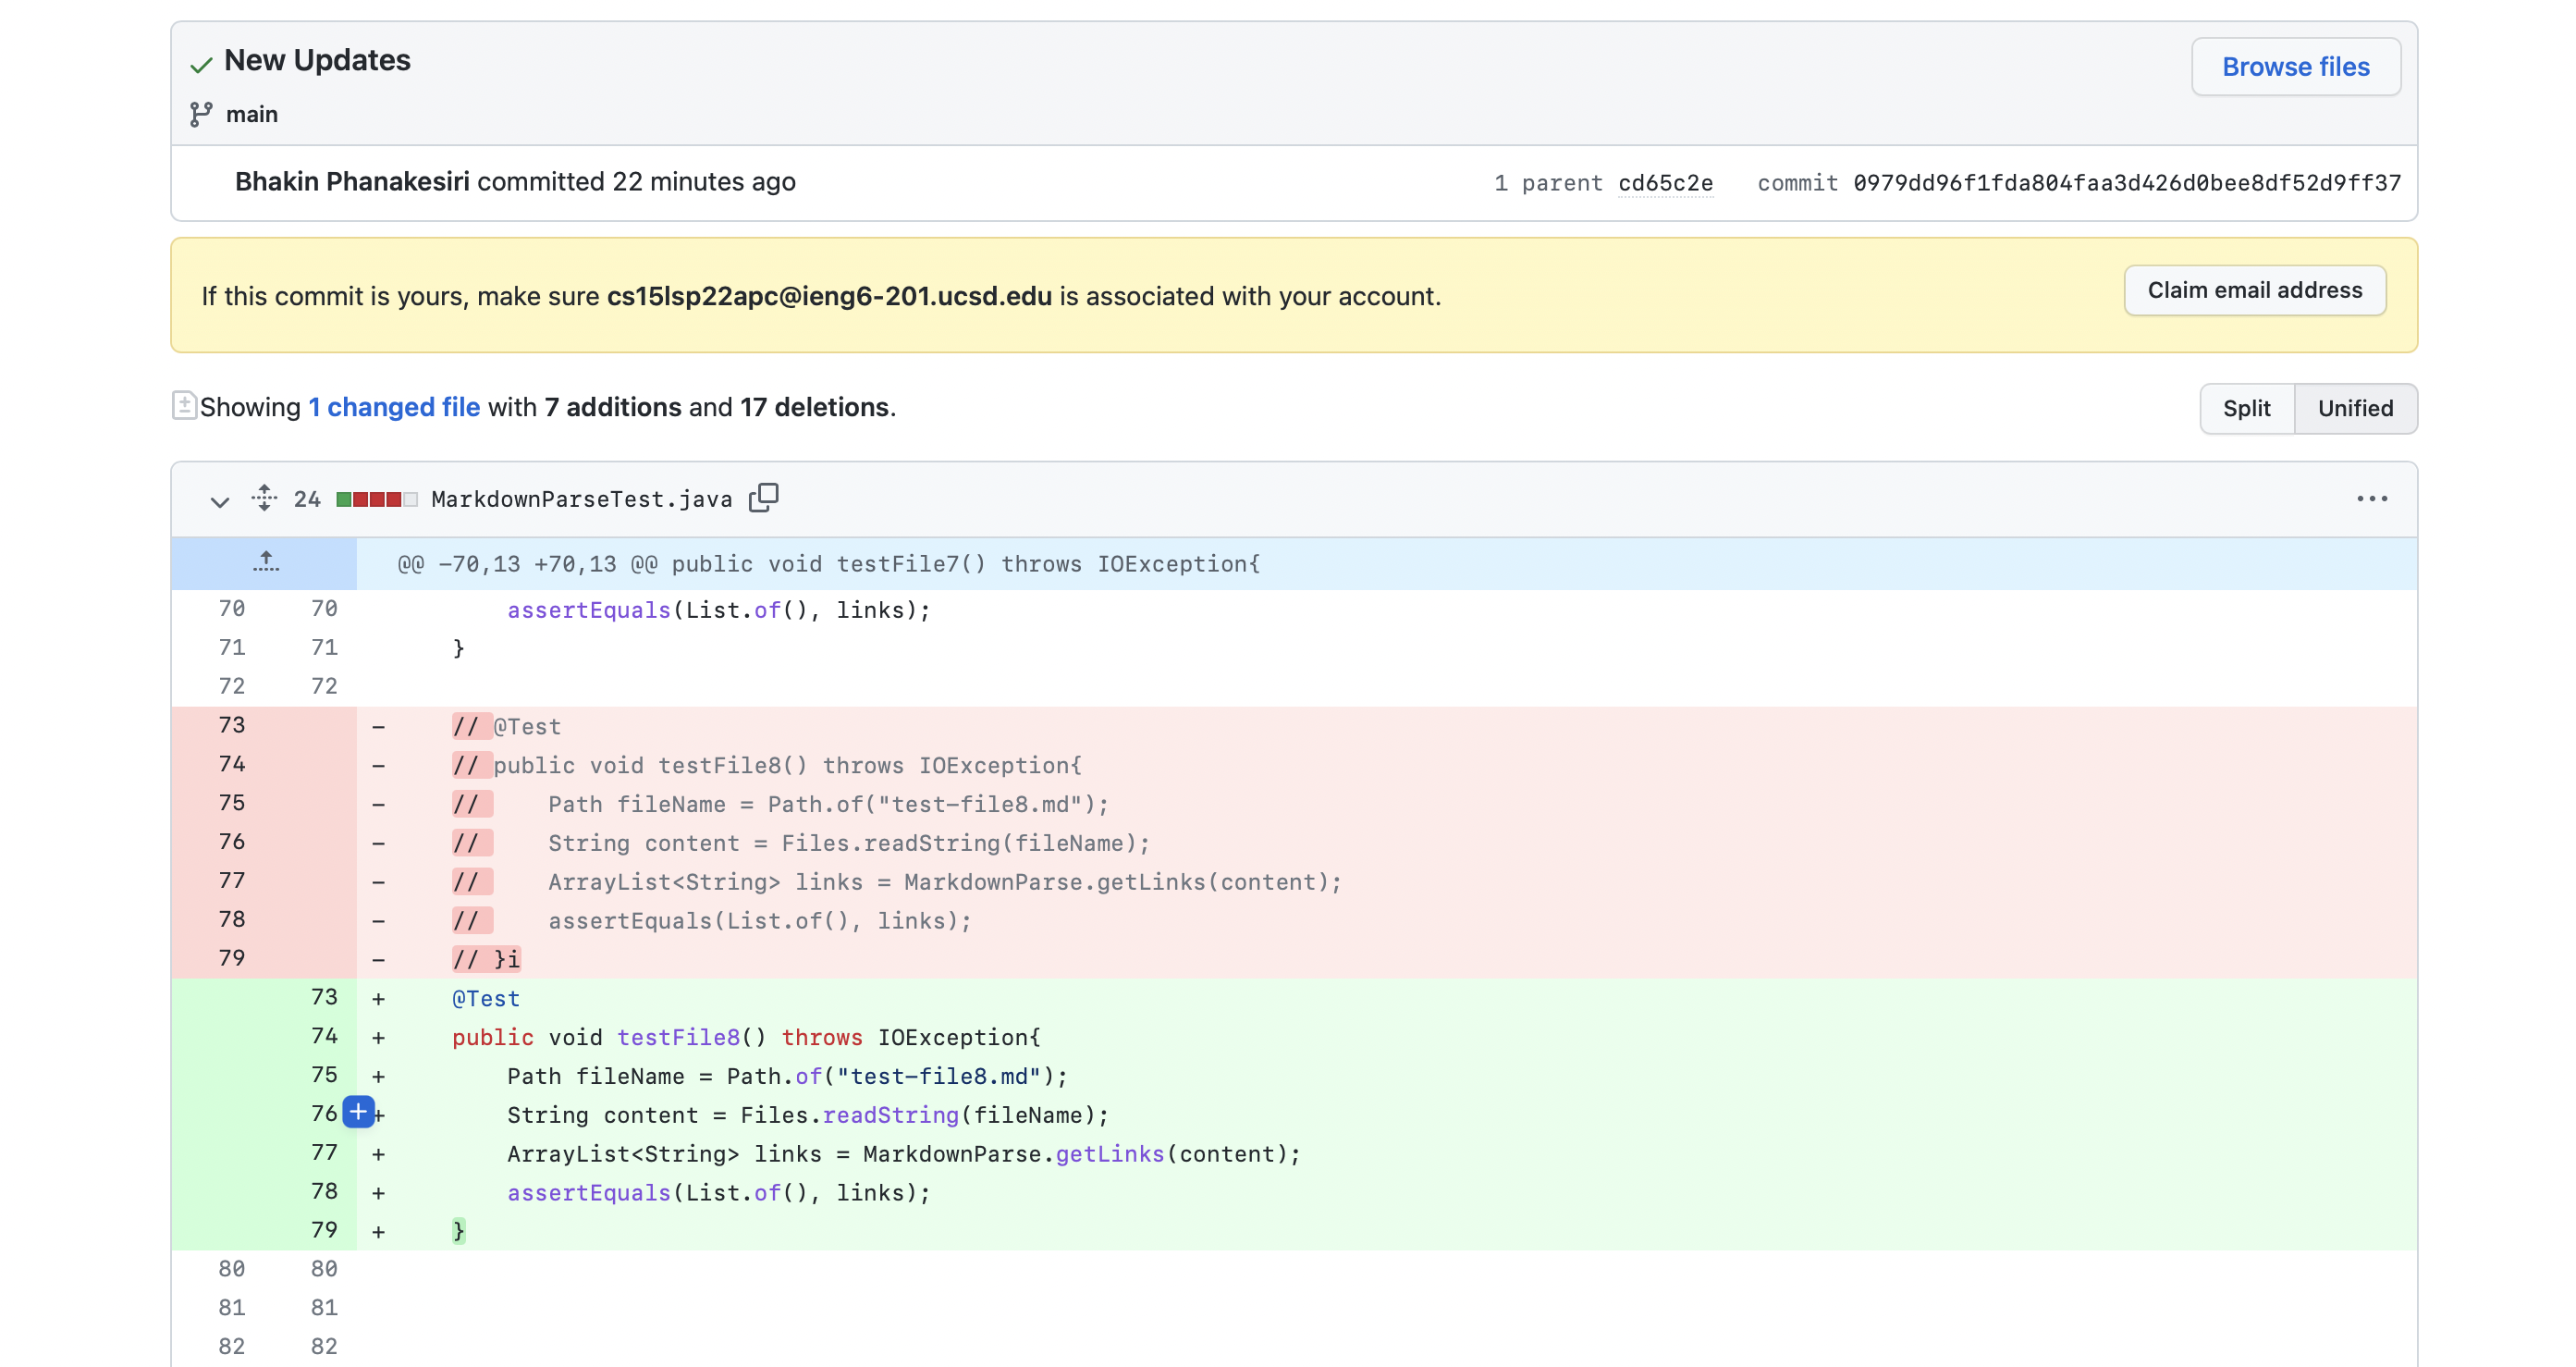 New Updates
Browse files
main
Bhakin Phanakesiri committed 22 minutes ago 1 parent cd65c2e commit 0979dd96f1fda804faa3d426d0bee8df52d9ff37
If this commit is yours, make sure cs15lsp22apc@ieng6-201.ucsd.edu is associated with your account. Claim email address
Showing 1 changed file with 7 additions and 17 deletions. Split Unified
24 MarkdownParseTest.java
@@ -70,13 +70,13 @@ public void testFile7() throws IOException{
70 70 assertEquals(List.of(), links);
71 71 }
72 72
73 - // @Test
74 - // public void testFile8() throws IOException{
75 - //     Path fileName = Path.of("test-file8.md");
76 - //     String content = Files.readString(fileName);
77 - //     ArrayList<String> links = MarkdownParse.getLinks(content);
78 - //     assertEquals(List.of(), links);
79 - // }i
73 + @Test
74 + public void testFile8() throws IOException{
75 +     Path fileName = Path.of("test-file8.md");
76 +     String content = Files.readString(fileName);
77 +     ArrayList<String> links = MarkdownParse.getLinks(content);
78 +     assertEquals(List.of(), links);
79 + }
80 80
81 81
82 82